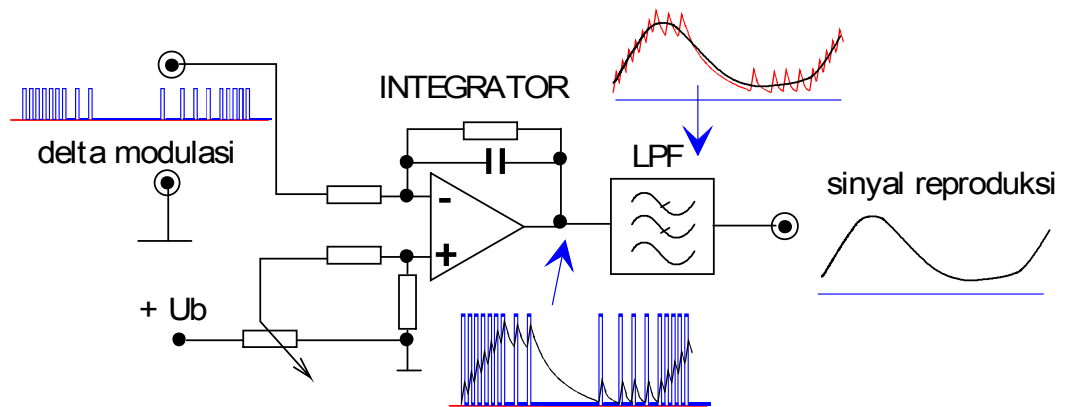 INTEGRATOR
delta modulasi
LPF
sinyal reproduksi
-
+
+ Ub